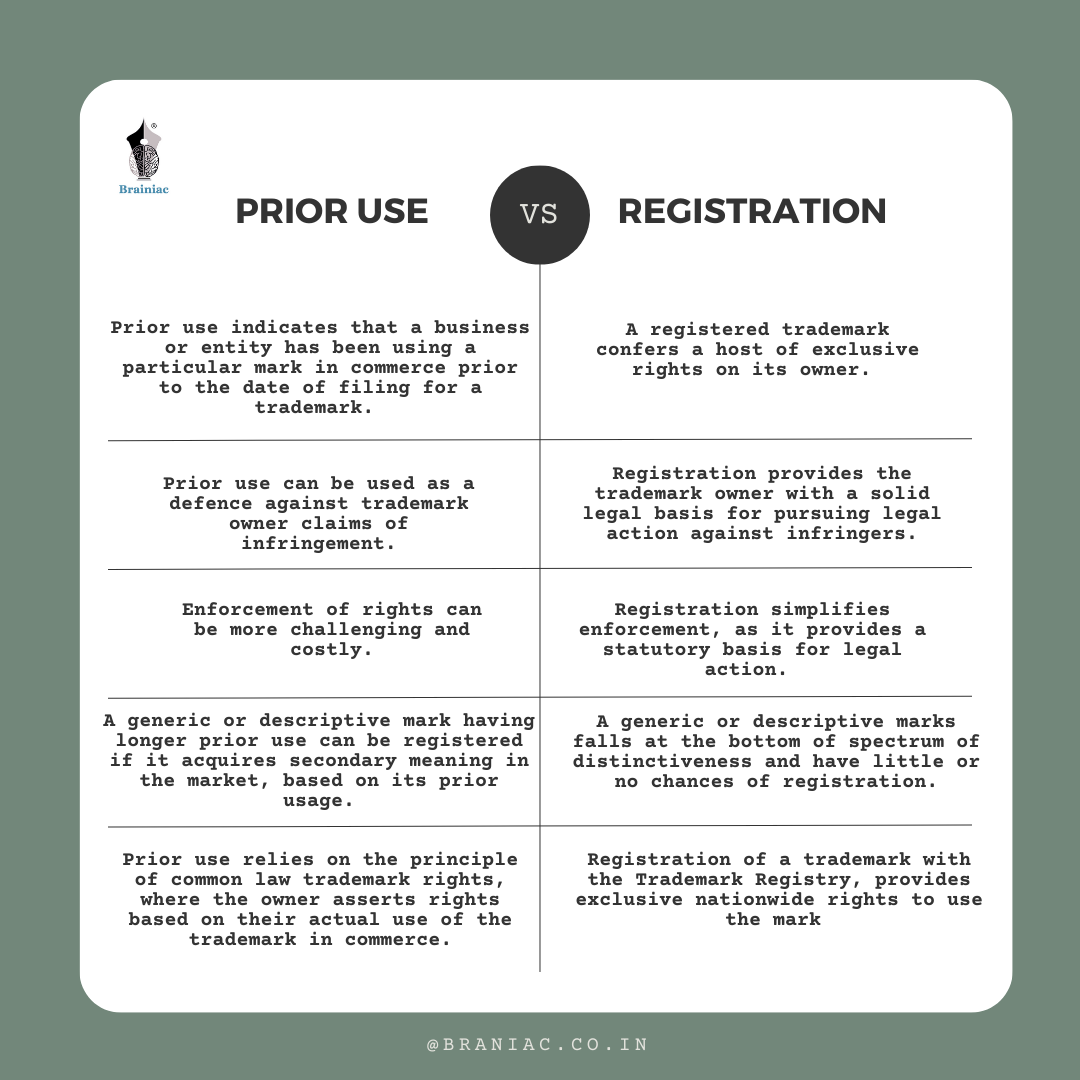 ®
Brainiac
PRIOR USE
VS
REGISTRATION
Prior use indicates that a business
or entity has been using a
particular mark in commerce prior
to the date of filing for a
trademark.
A registered trademark
confers a host of exclusive
rights on its owner.
Prior use can be used as a
defence against trademark
owner claims of
infringement.
Registration provides the
trademark owner with a solid
legal basis for pursuing legal
action against infringers.
Enforcement of rights can
be more challenging and
costly.
Registration simplifies
enforcement, as it provides a
statutory basis for legal
action.
A generic or descriptive mark having
longer prior use can be registered
if it acquires secondary meaning in
the market, based on its prior
usage.
A generic or descriptive marks
falls at the bottom of spectrum of
distinctiveness and have little or
no chances of registration.
Prior use relies on the principle
of common law trademark rights,
where the owner asserts rights
based on their actual use of the
trademark in commerce.
Registration of a trademark with
the Trademark Registry, provides
exclusive nationwide rights to use
the mark
@BRANIAC.CO.IN